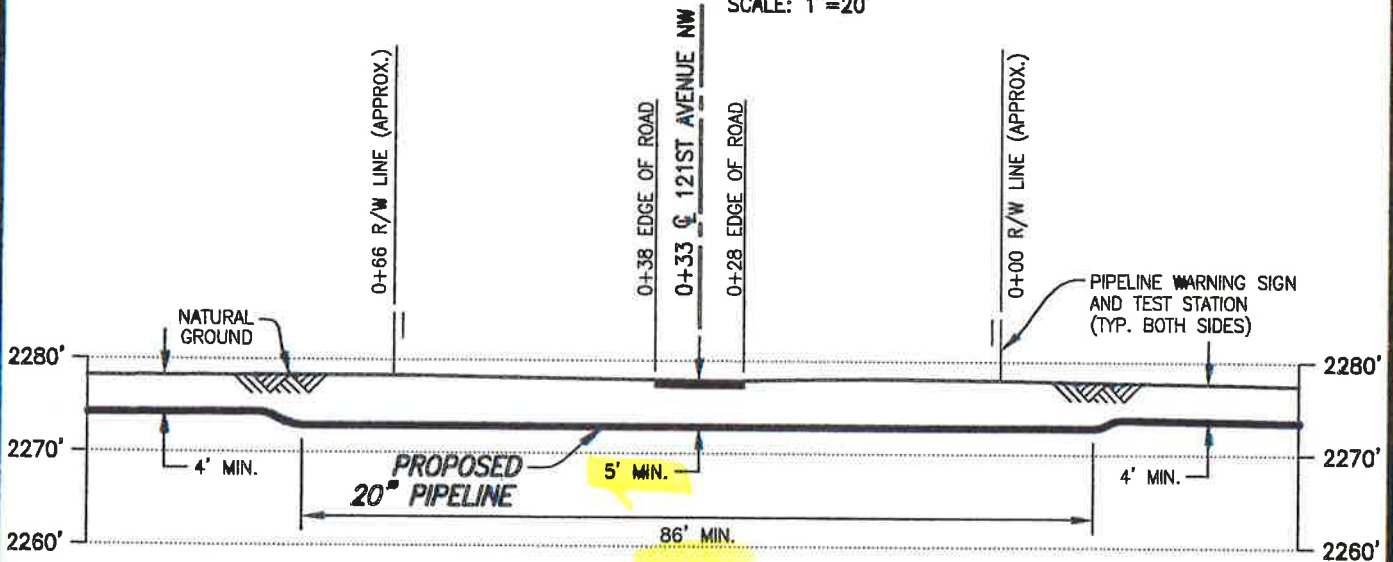 SCALE: 1"=20'
0+66 R/W LINE (APPROX.)
0+38 EDGE OF ROAD
0+33 ℄ 121ST AVENUE NW
0+28 EDGE OF ROAD
0+00 R/W LINE (APPROX.)
PIPELINE WARNING SIGN
AND TEST STATION
(TYP. BOTH SIDES)
NATURAL
GROUND
2280'
2280'
2270'
2270'
4' MIN.
PROPOSED
20" PIPELINE
5' MIN.
4' MIN.
86' MIN.
2260'
2260'